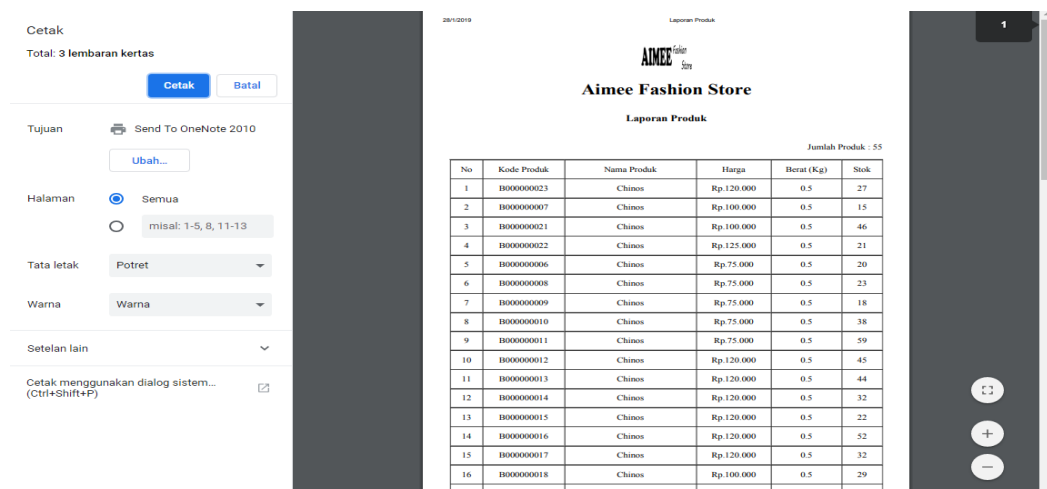 Cetak
Total: 3 lembaran kertas
Cetak Batal
Tujuan Send To OneNote 2010
Ubah...
Halaman Semua
misal: 1-5, 8, 11-13
Tata letak Potret
Warna Warna
Setelan lain
Cetak menggunakan dialog sistem...
(Ctrl+Shift+P)
28/1/2019 Laporan Produk
AIMEE Fashion
Store
Aimee Fashion Store
Laporan Produk
Jumlah Produk : 55
No Kode Produk Nama Produk Harga Berat (Kg) Stok
1 B000000023 Chinos Rp.120.000 0.5 27
2 B000000007 Chinos Rp.100.000 0.5 15
3 B000000021 Chinos Rp.100.000 0.5 46
4 B000000022 Chinos Rp.125.000 0.5 21
5 B000000006 Chinos Rp.75.000 0.5 20
6 B000000008 Chinos Rp.75.000 0.5 23
7 B000000009 Chinos Rp.75.000 0.5 18
8 B000000010 Chinos Rp.75.000 0.5 38
9 B000000011 Chinos Rp.75.000 0.5 59
10 B000000012 Chinos Rp.120.000 0.5 45
11 B000000013 Chinos Rp.120.000 0.5 44
12 B000000014 Chinos Rp.120.000 0.5 32
13 B000000015 Chinos Rp.120.000 0.5 22
14 B000000016 Chinos Rp.120.000 0.5 52
15 B000000017 Chinos Rp.120.000 0.5 32
16 B000000018 Chinos Rp.100.000 0.5 29
1